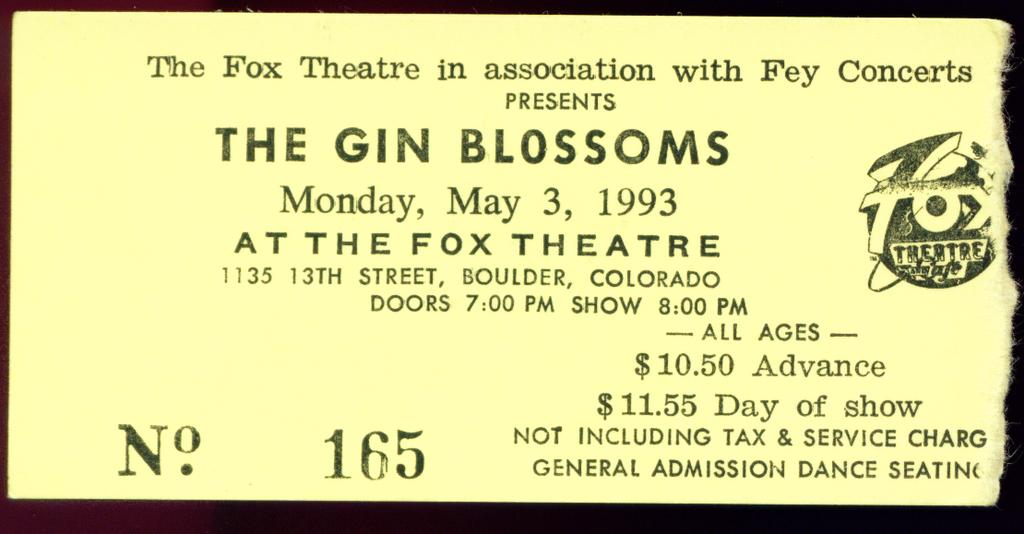 The Fox Theatre in association with Fey Concerts
PRESENTS
THE GIN BLOSSOMS
Monday, May 3, 1993
AT THE FOX THEATRE
1135 13TH STREET, BOULDER, COLORADO
DOORS 7:00 PM SHOW 8:00 PM
— ALL AGES —
$10.50 Advance
$11.55 Day of show
NOT INCLUDING TAX & SERVICE CHARG
GENERAL ADMISSION DANCE SEATING
Nº. 165
FOX
THEATRE